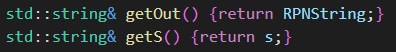 std::string& getOut() {return RPNString;}
std::string& getS() {return s;}